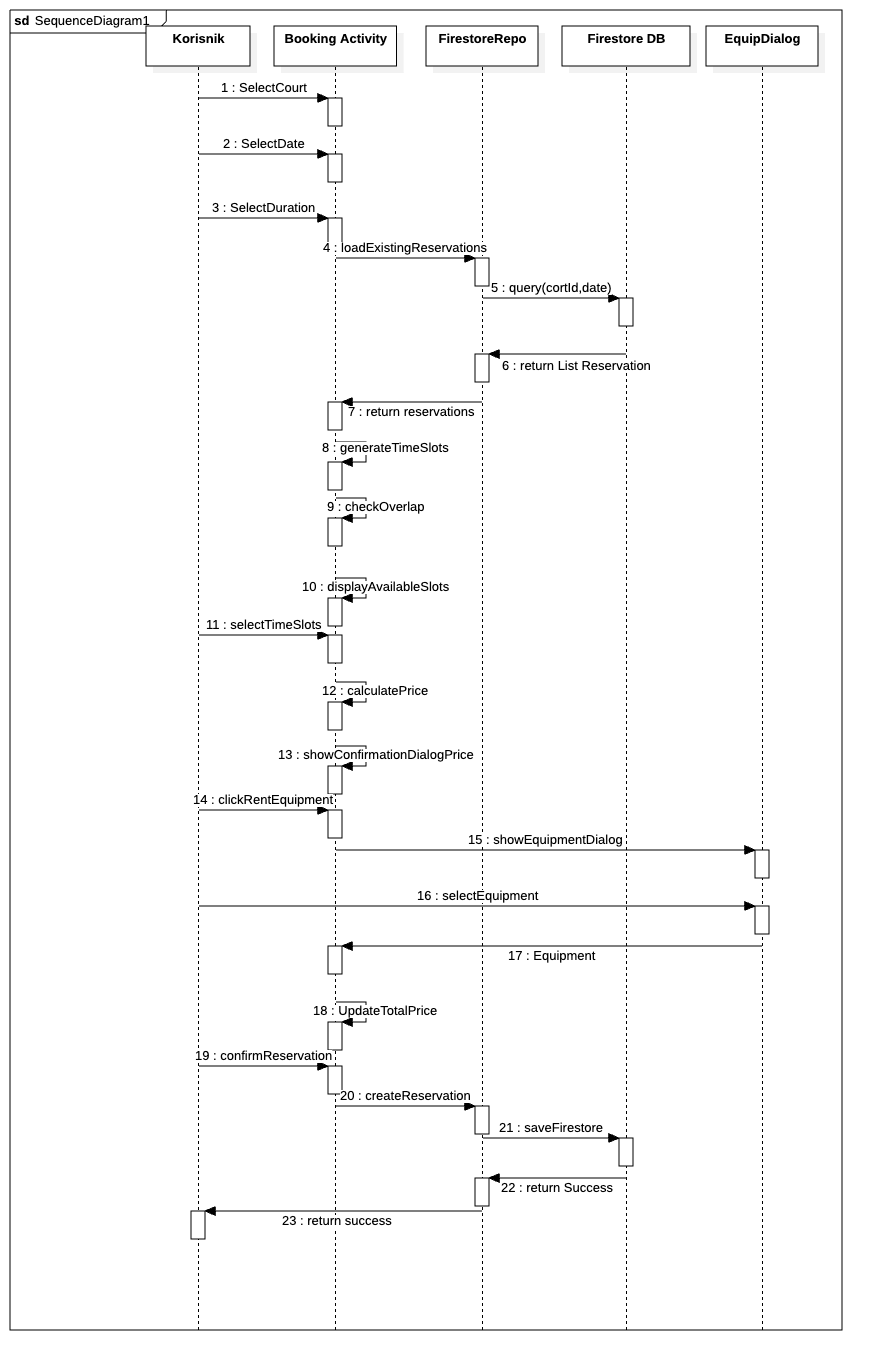 sd SequenceDiagram1
Korisnik
Booking Activity
FirestoreRepo
Firestore DB
EquipDialog
1 : SelectCourt
2 : SelectDate
3 : SelectDuration
4 : loadExistingReservations
5 : query(cortId,date)
6 : return List Reservation
7 : return reservations
8 : generateTimeSlots
9 : checkOverlap
10 : displayAvailableSlots
11 : selectTimeSlots
12 : calculatePrice
13 : showConfirmationDialogPrice
14 : clickRentEquipment
15 : showEquipmentDialog
16 : selectEquipment
17 : Equipment
18 : UpdateTotalPrice
19 : confirmReservation
20 : createReservation
21 : saveFirestore
22 : return Success
23 : return success